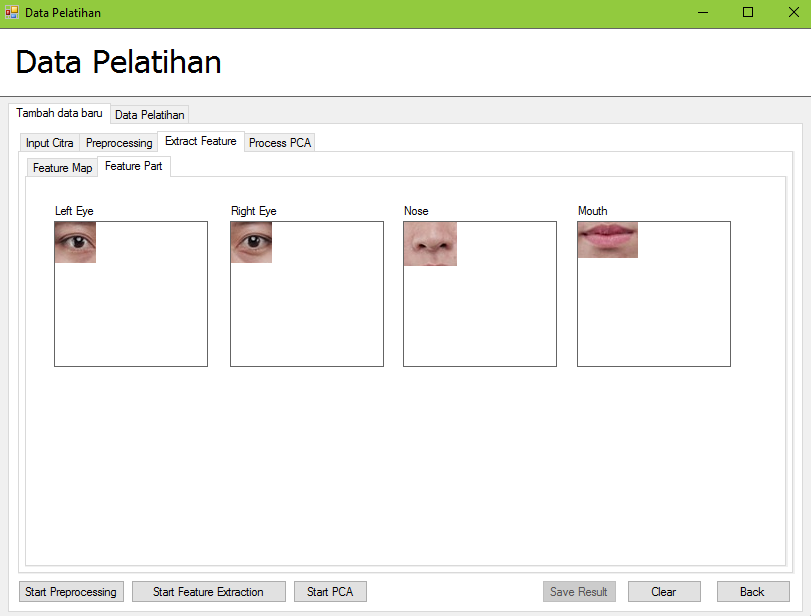 Data Pelatihan
Data Pelatihan
Tambah data baru Data Pelatihan
Input Citra Preprocessing Extract Feature Process PCA
Feature Map Feature Part
Left Eye Right Eye Nose Mouth
Start Preprocessing Start Feature Extraction Start PCA Save Result Clear Back